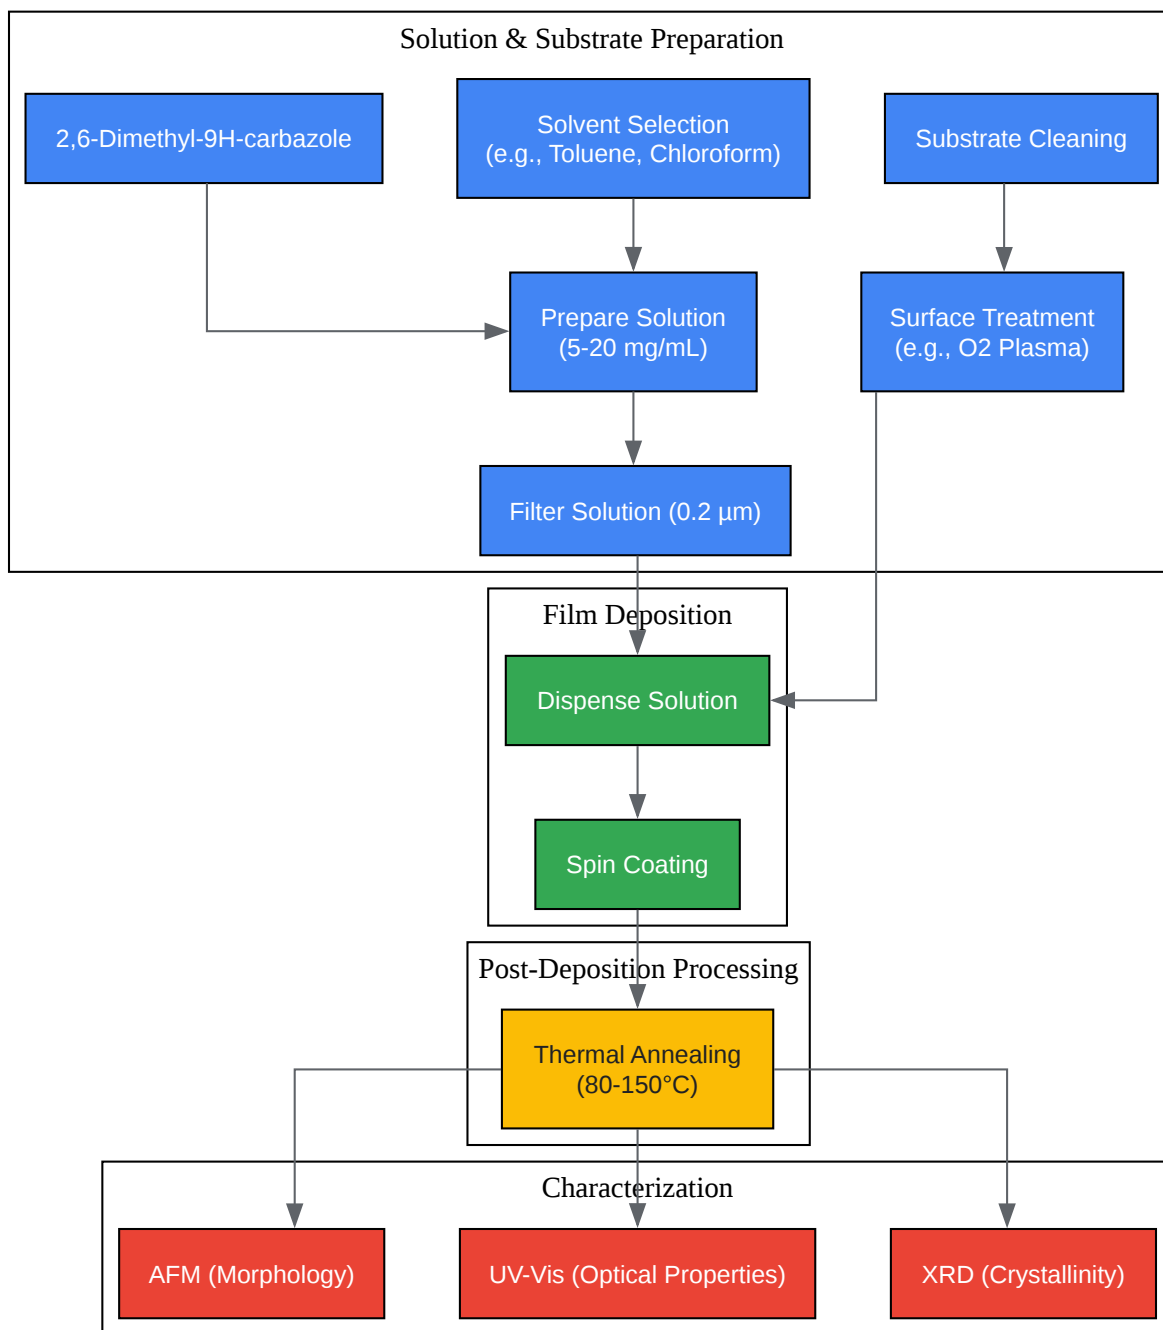 Solution & Substrate Preparation
2,6-Dimethyl-9H-carbazole
Solvent Selection
(e.g., Toluene, Chloroform)
Substrate Cleaning
Prepare Solution
(5-20 mg/mL)
Surface Treatment
(e.g., O2 Plasma)
Filter Solution (0.2 µm)
Film Deposition
Dispense Solution
Spin Coating
Post-Deposition Processing
Thermal Annealing
(80-150°C)
Characterization
AFM (Morphology)
UV-Vis (Optical Properties)
XRD (Crystallinity)